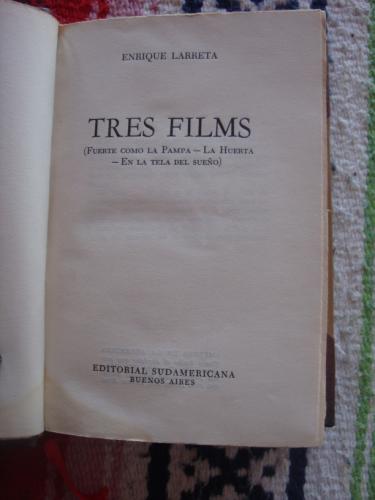 ENRIQUE LARRETA
TRES FILMS
(FUERTE COMO LA PAMPA — LA HUERTA
— EN LA TELA DEL SUEÑO)
EDITORIAL SUDAMERICANA
BUENOS AIRES